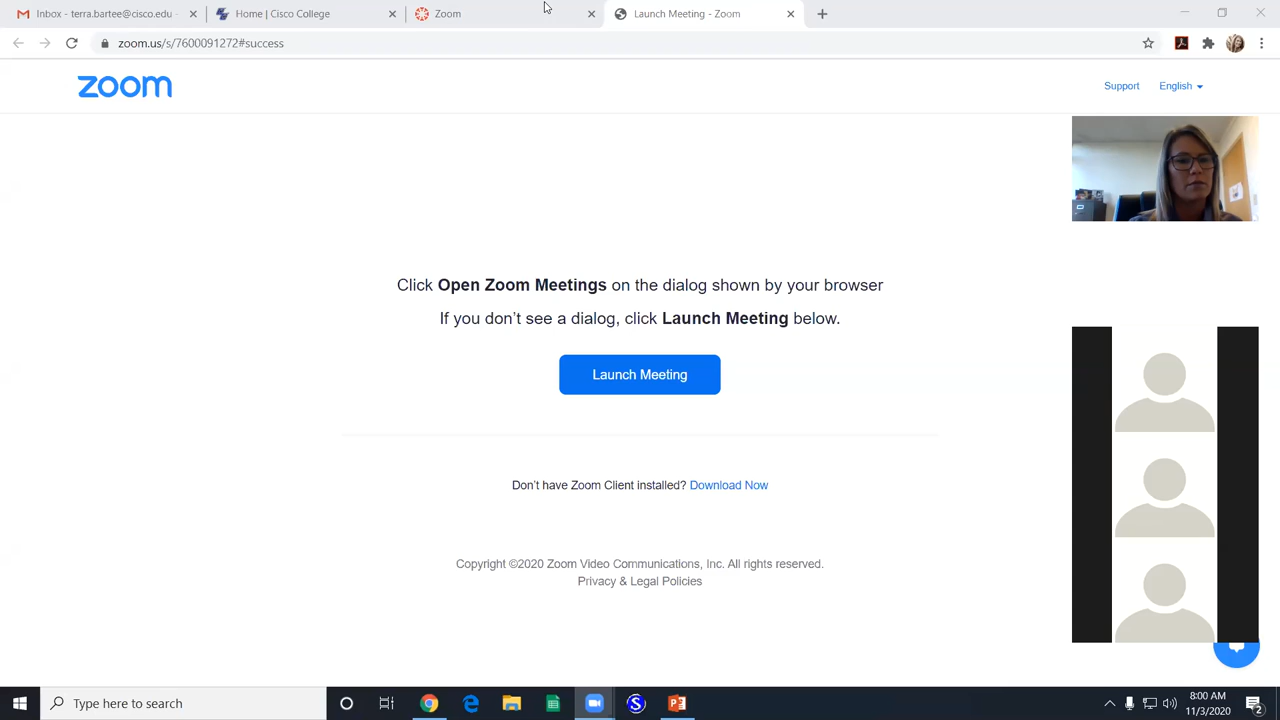 Inbox - terra.bartee@cisco.edu
Home | Cisco College
Zoom
Launch Meeting - Zoom
zoom.us/s/7600091272#success
zoom
Support
English
Click Open Zoom Meetings on the dialog shown by your browser
If you don't see a dialog, click Launch Meeting below.
Launch Meeting
Don't have Zoom Client installed? Download Now
Copyright ©2020 Zoom Video Communications, Inc. All rights reserved.
Privacy & Legal Policies
Type here to search
8:00 AM
11/3/2020
2